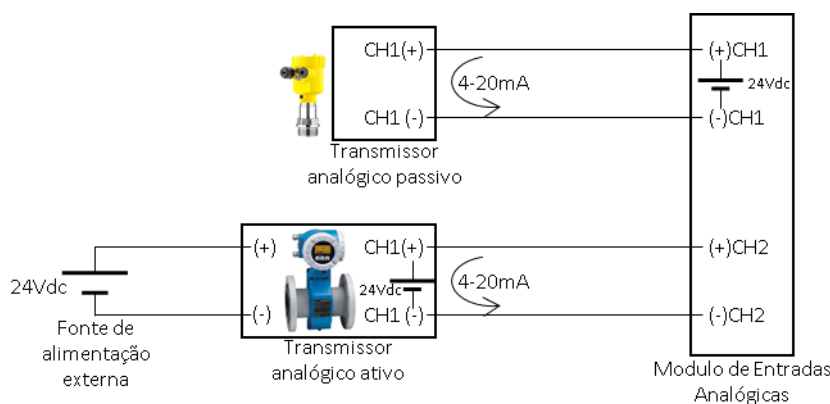 CH1(+)
(+)CH1
4-20mA
24Vdc
CH1 (-)
(-)CH1
Transmissor
analógico passivo
(+)
CH1(+)
(+)CH2
24Vdc
24Vdc
4-20mA
(-)
CH1 (-)
(-)CH2
Fonte de
alimentação
externa
Transmissor
analógico ativo
Modulo de Entradas
Analógicas